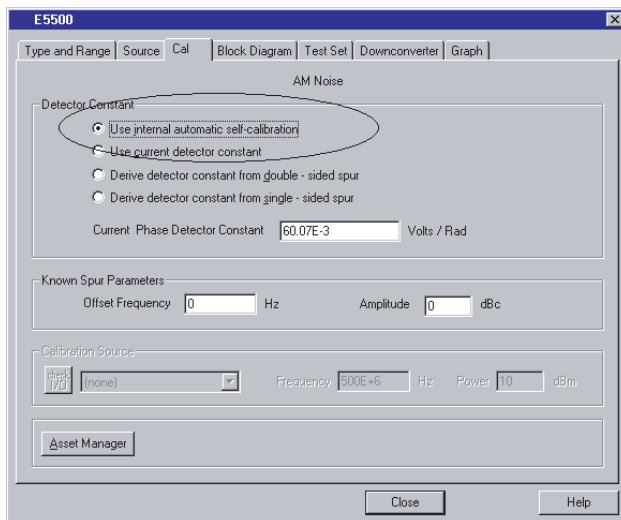 E5500
Type and Range Source Cal Block Diagram Test Set Downconverter Graph
AM Noise
Detector Constant
Use internal automatic self-calibration
Use current detector constant
Derive detector constant from double - sided spur
Derive detector constant from single - sided spur
Current Phase Detector Constant 60.07E-3 Volts / Rad
Known Spur Parameters
Offset Frequency 0 Hz Amplitude 0 dBc
Calibration Source
check I/O (none) Frequency 500E+6 Hz Power 10 dBm
Asset Manager
Close Help